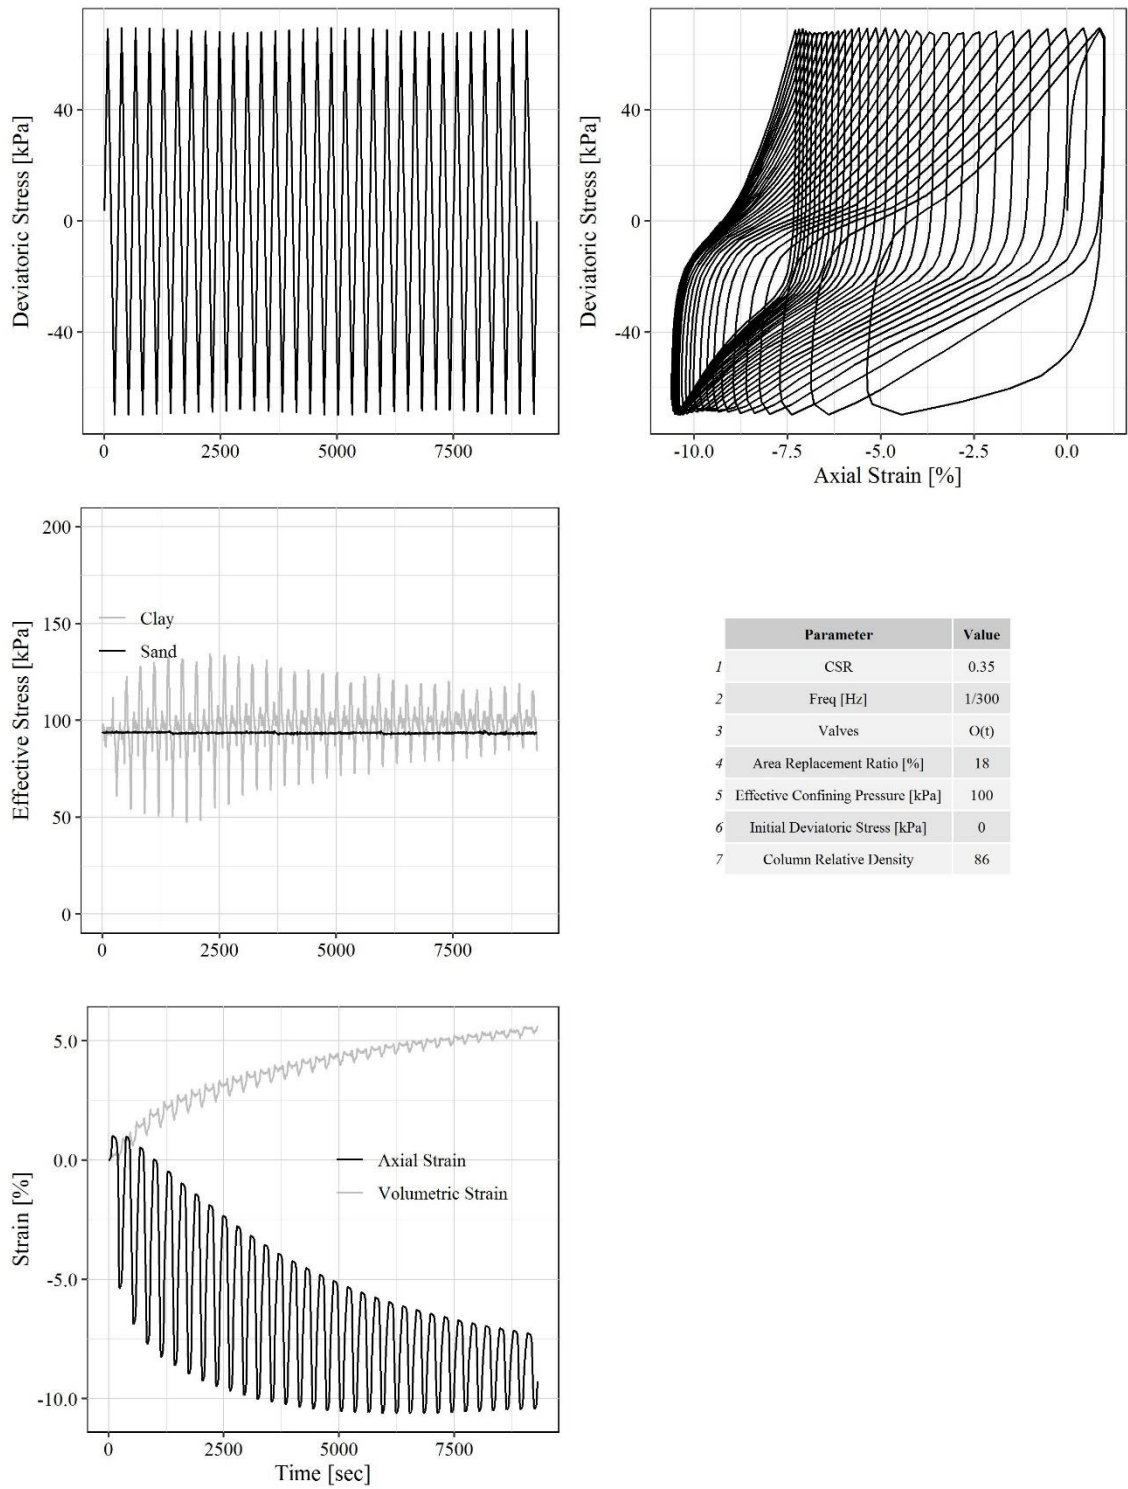 40
0
-40
Deviatoric Stress [kPa]
0
2500
5000
7500
40
0
-40
Deviatoric Stress [kPa]
-10.0
-7.5
-5.0
-2.5
0.0
Axial Strain [%]
200
150
100
50
0
Effective Stress [kPa]
Clay
Sand
0
2500
5000
7500
Parameter Value
1 CSR 0.35
2 Freq [Hz] 1/300
3 Valves O(t)
4 Area Replacement Ratio [%] 18
5 Effective Confining Pressure [kPa] 100
6 Initial Deviatoric Stress [kPa] 0
7 Column Relative Density 86
5.0
0.0
-5.0
-10.0
Strain [%]
Axial Strain
Volumetric Strain
0
2500
5000
7500
Time [sec]